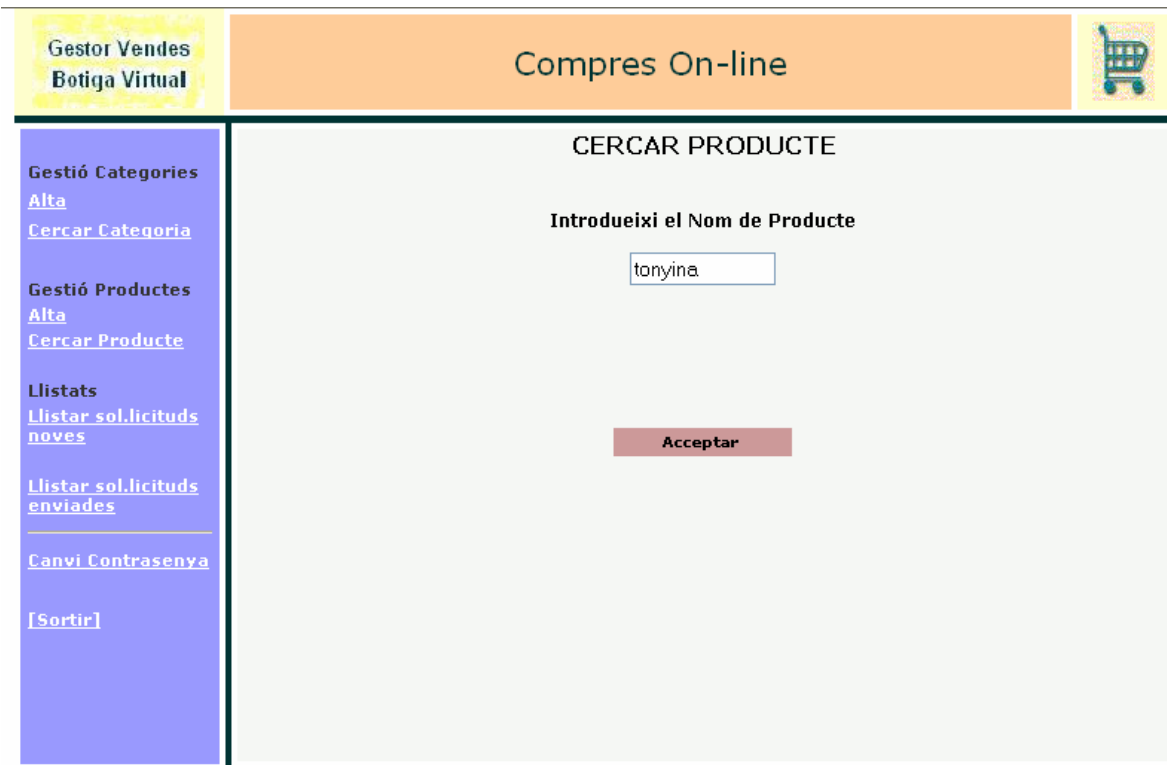 Gestor Vendes
Botiga Virtual
Compres On-line
Gestió Categories
Alta
Cercar Categoria
Gestió Productes
Alta
Cercar Producte
Llistats
Llistar sol.licituds
noves
Llistar sol.licituds
enviades
Canvi Contrasenya
[Sortir]
CERCAR PRODUCTE
Introdueixi el Nom de Producte
tonyina
Acceptar